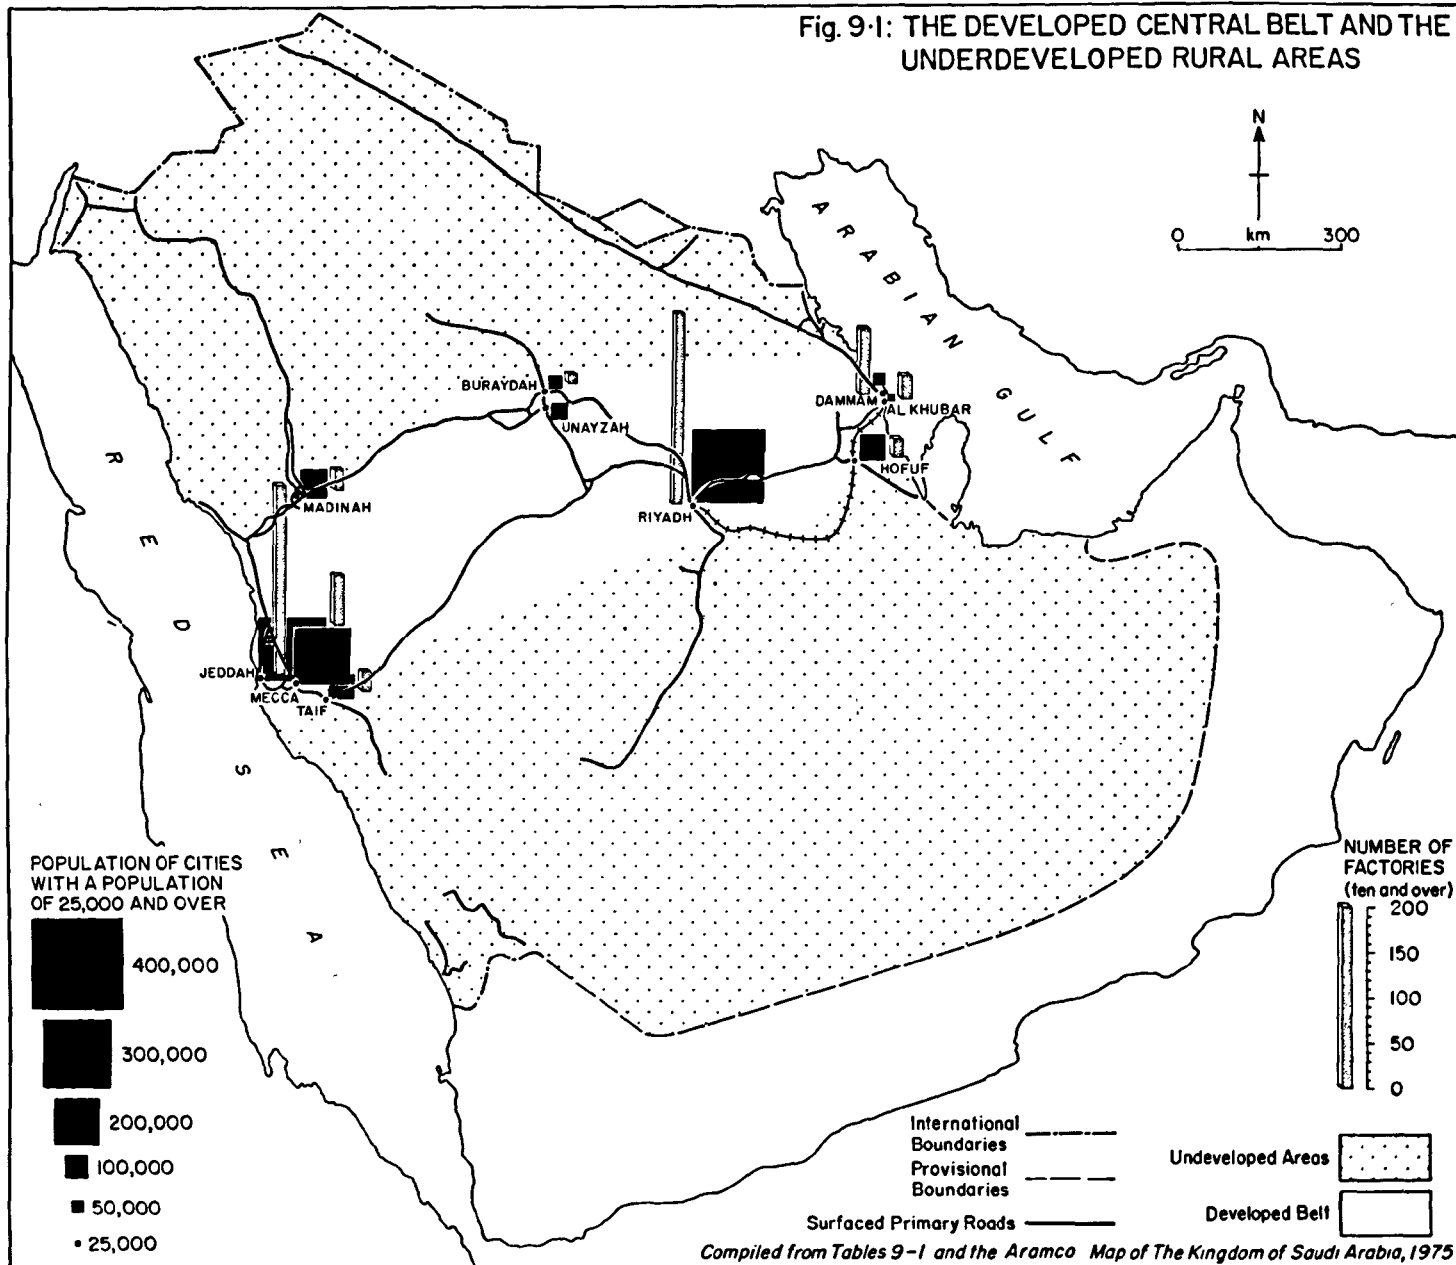 Fig. 9·1: THE DEVELOPED CENTRAL BELT AND THE
UNDERDEVELOPED RURAL AREAS
N
0 km 300
ARABIAN GULF
RED SEA
BURAYDAH
UNAYZAH
DAMMAM
AL KHUBAR
HOFUF
MADINAH
RIYADH
JEDDAH
MECCA
TAIF
POPULATION OF CITIES
WITH A POPULATION
OF 25,000 AND OVER
400,000
300,000
200,000
100,000
50,000
25,000
NUMBER OF
FACTORIES
(ten and over)
200
150
100
50
0
International
Boundaries
Provisional
Boundaries
Surfaced Primary Roads
Undeveloped Areas
Developed Belt
Compiled from Tables 9-1 and the Aramco Map of The Kingdom of Saudi Arabia, 1975